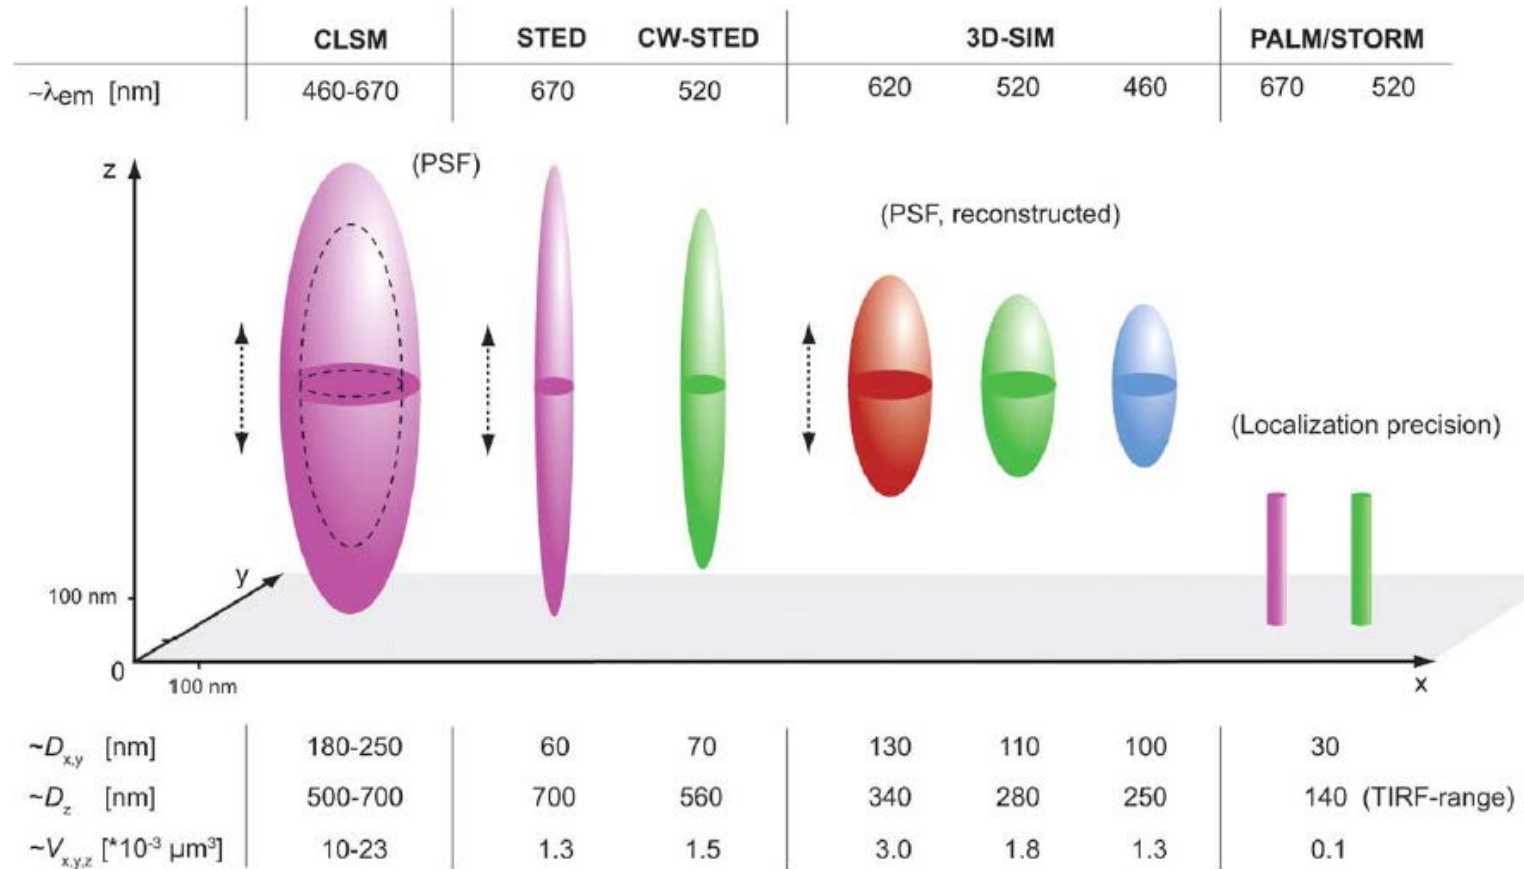 CLSM STED CW-STED 3D-SIM PALM/STORM
~λem [nm] 460-670 670 520 620 520 460 670 520
z (PSF)
(PSF, reconstructed)
(Localization precision)
y
100 nm
0
100 nm
x
~Dx,y [nm] 180-250 60 70 130 110 100 30
~Dz [nm] 500-700 700 560 340 280 250 140 (TIRF-range)
~Vx,y,z [*10-3 µm3] 10-23 1.3 1.5 3.0 1.8 1.3 0.1